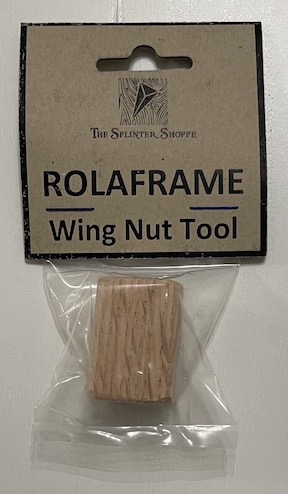 THE SPLINTER SHOPPE
ROLAFRAME
Wing Nut Tool